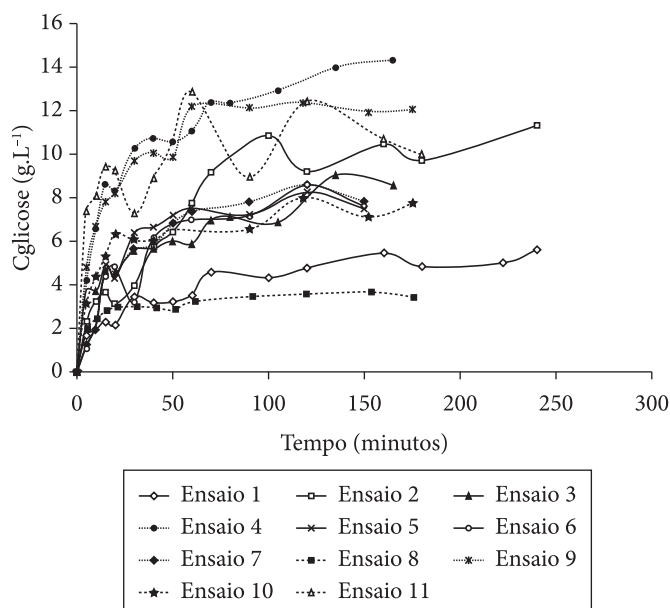 16
14
12
10
8
6
4
2
0
Cglicose (g.L⁻¹)
0 50 100 150 200 250 300
Tempo (minutos)
Ensaio 1 Ensaio 2 Ensaio 3
Ensaio 4 Ensaio 5 Ensaio 6
Ensaio 7 Ensaio 8 Ensaio 9
Ensaio 10 Ensaio 11